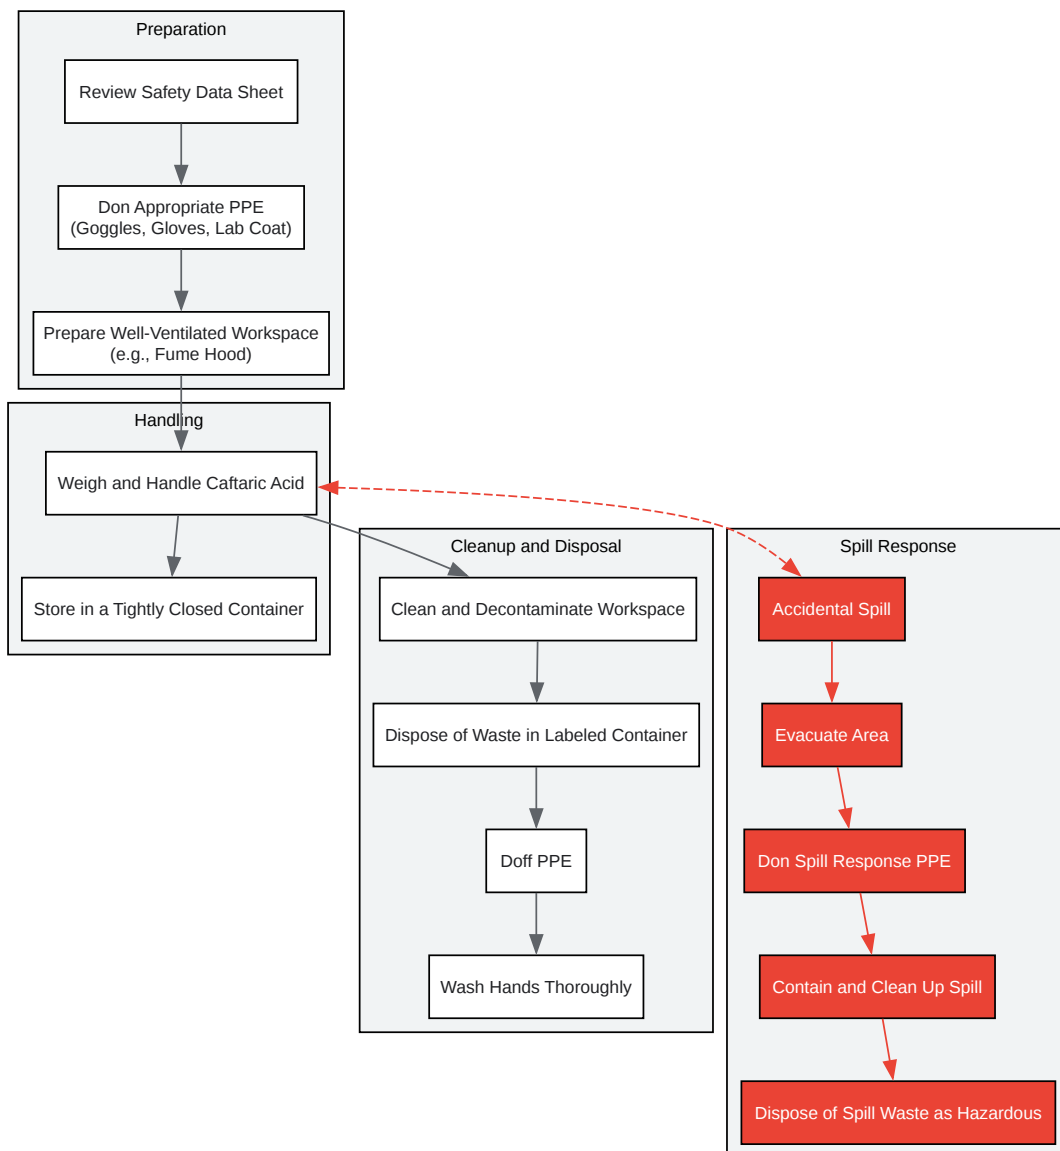 Preparation
Review Safety Data Sheet
Don Appropriate PPE
(Goggles, Gloves, Lab Coat)
Prepare Well-Ventilated Workspace
(e.g., Fume Hood)
Handling
Weigh and Handle Caftaric Acid
Store in a Tightly Closed Container
Cleanup and Disposal
Clean and Decontaminate Workspace
Dispose of Waste in Labeled Container
Doff PPE
Wash Hands Thoroughly
Spill Response
Accidental Spill
Evacuate Area
Don Spill Response PPE
Contain and Clean Up Spill
Dispose of Spill Waste as Hazardous